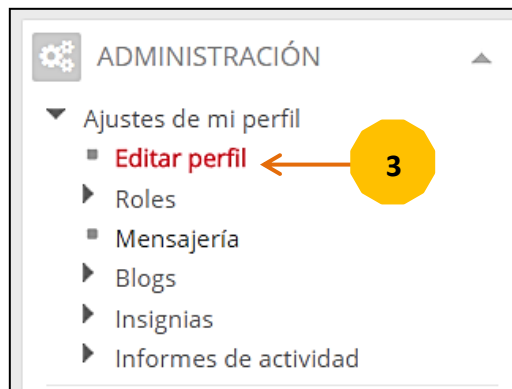 ADMINISTRACIÓN
Ajustes de mi perfil
Editar perfil
3
Roles
Mensajería
Blogs
Insignias
Informes de actividad